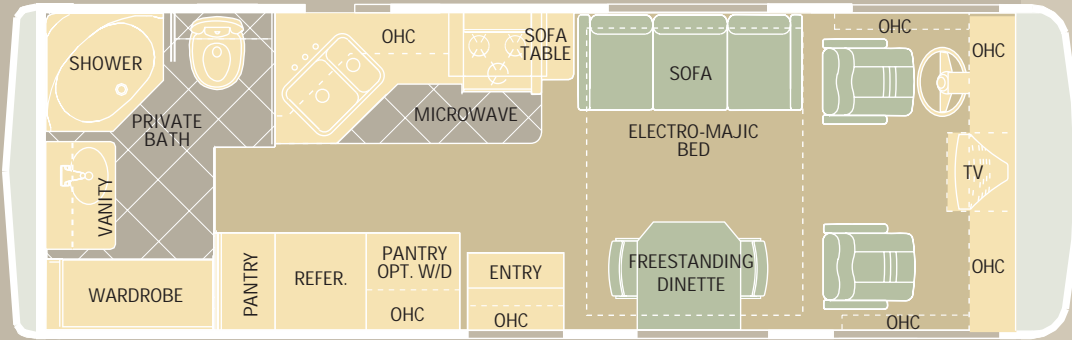 SHOWER
PRIVATE
BATH
VANITY
WARDROBE
OHC
SOFA
TABLE
MICROWAVE
PANTRY
REFER.
PANTRY
OPT. W/D
OHC
ENTRY
OHC
SOFA
ELECTRO-MAJIC
BED
FREESTANDING
DINETTE
OHC
OHC
TV
OHC
OHC